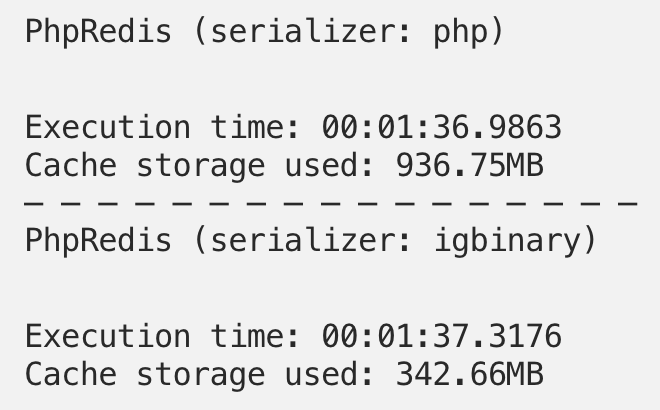 PhpRedis (serializer: php)
Execution time: 00:01:36.9863
Cache storage used: 936.75MB
— — — — — — — — — — — — — — — — —
PhpRedis (serializer: igbinary)
Execution time: 00:01:37.3176
Cache storage used: 342.66MB